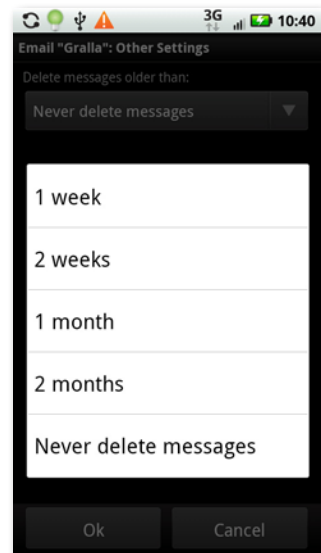 3G 10:40
Email "Gralla": Other Settings
Delete messages older than:
Never delete messages
1 week
2 weeks
1 month
2 months
Never delete messages
Ok Cancel